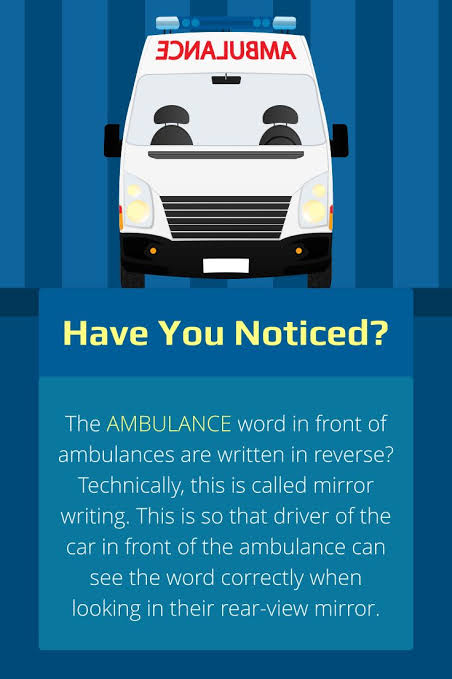 AMBULANCE
Have You Noticed?
The AMBULANCE word in front of
ambulances are written in reverse?
Technically, this is called mirror
writing. This is so that driver of the
car in front of the ambulance can
see the word correctly when
looking in their rear-view mirror.